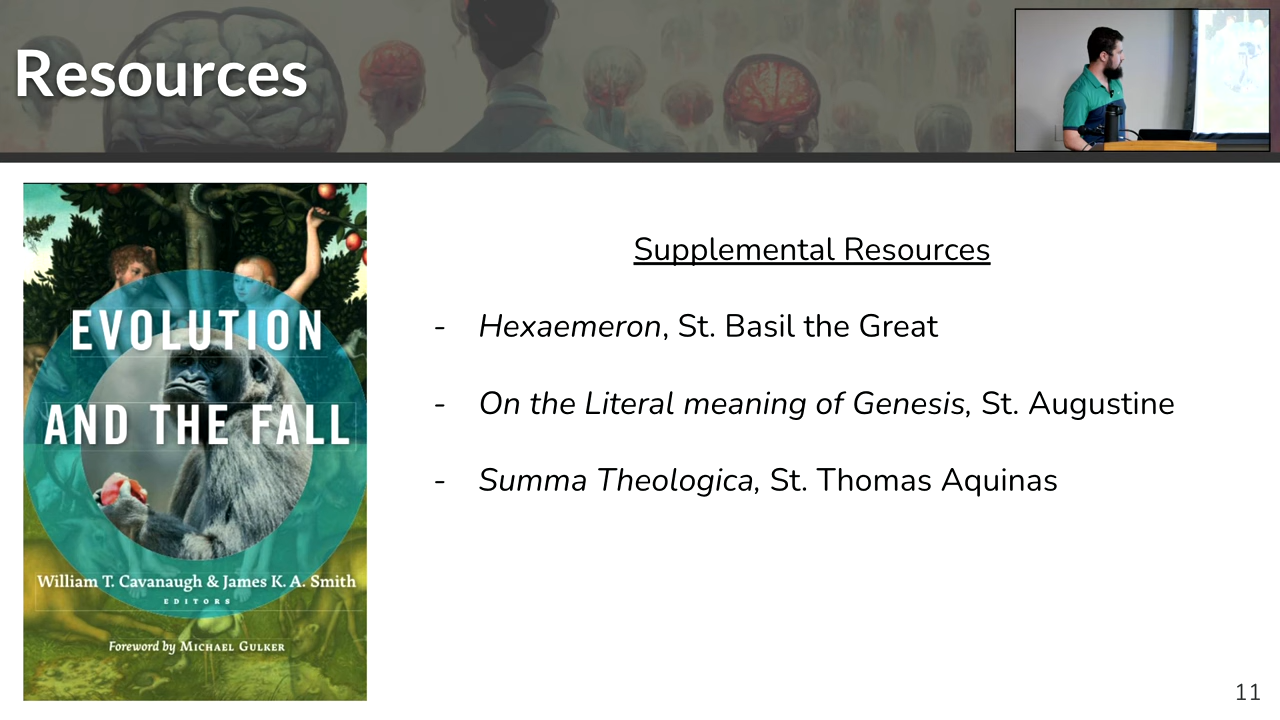 Resources
EVOLUTION
AND THE FALL
William T. Cavanaugh & James K. A. Smith
EDITORS
Foreword by MICHAEL GULKER
Supplemental Resources
- Hexaemeron, St. Basil the Great
- On the Literal meaning of Genesis, St. Augustine
- Summa Theologica, St. Thomas Aquinas
11